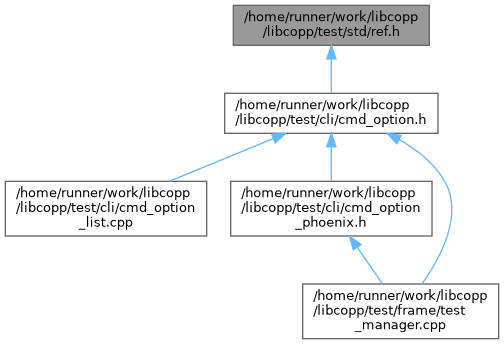 /home/runner/work/libcopp
/libcopp/test/std/ref.h
/home/runner/work/libcopp
/libcopp/test/cli/cmd_option.h
/home/runner/work/libcopp
/libcopp/test/cli/cmd_option
_list.cpp
/home/runner/work/libcopp
/libcopp/test/cli/cmd_option
_phoenix.h
/home/runner/work/libcopp
/libcopp/test/frame/test
_manager.cpp